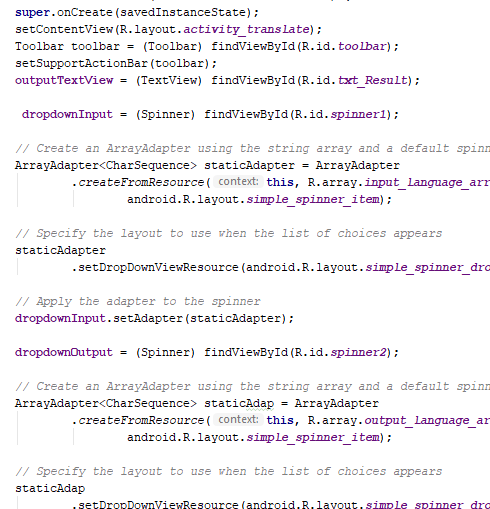 super.onCreate(savedInstanceState);
setContentView(R.layout.activity_translate);
Toolbar toolbar = (Toolbar) findViewById(R.id.toolbar);
setSupportActionBar(toolbar);
outputTextView = (TextView) findViewById(R.id.txt_Result);
dropdownInput = (Spinner) findViewById(R.id.spinner1);
// Create an ArrayAdapter using the string array and a default spinn
ArrayAdapter<CharSequence> staticAdapter = ArrayAdapter
.createFromResource( context: this, R.array.input_language_arr
android.R.layout.simple_spinner_item);
// Specify the layout to use when the list of choices appears
staticAdapter
.setDropDownViewResource(android.R.layout.simple_spinner_dro
// Apply the adapter to the spinner
dropdownInput.setAdapter(staticAdapter);
dropdownOutput = (Spinner) findViewById(R.id.spinner2);
// Create an ArrayAdapter using the string array and a default spinn
ArrayAdapter<CharSequence> staticAdap = ArrayAdapter
.createFromResource( context: this, R.array.output_language_ar
android.R.layout.simple_spinner_item);
// Specify the layout to use when the list of choices appears
staticAdap
.setDropDownViewResource(android.R.layout.simple_spinner_dro